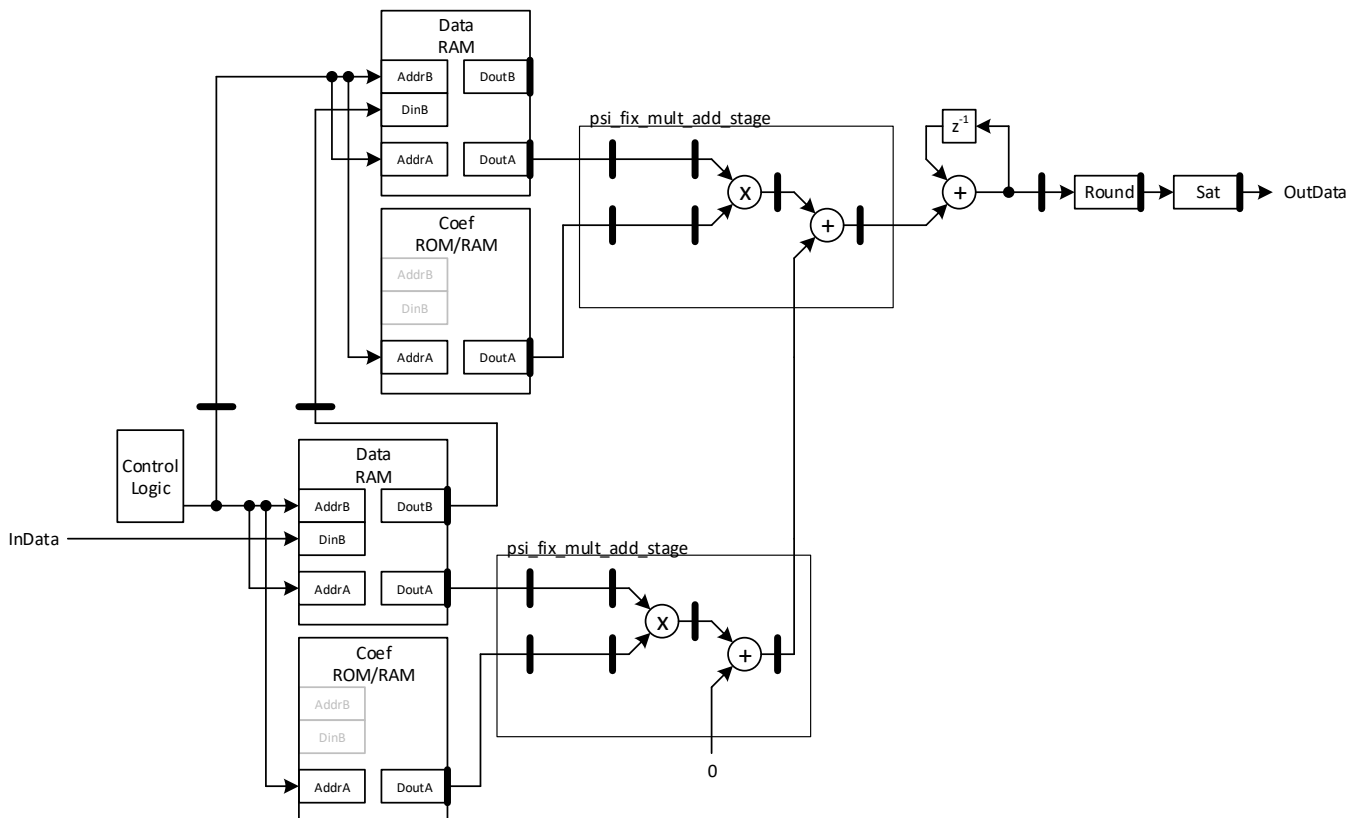 Data
RAM
AddrB
DoutB
DinB
AddrA
DoutA
psi_fix_mult_add_stage
x
+
z-1
+
Round
Sat
OutData
Coef
ROM/RAM
AddrB
DinB
AddrA
DoutA
Control
Logic
InData
Data
RAM
AddrB
DoutB
DinB
AddrA
DoutA
psi_fix_mult_add_stage
x
+
0
Coef
ROM/RAM
AddrB
DinB
AddrA
DoutA